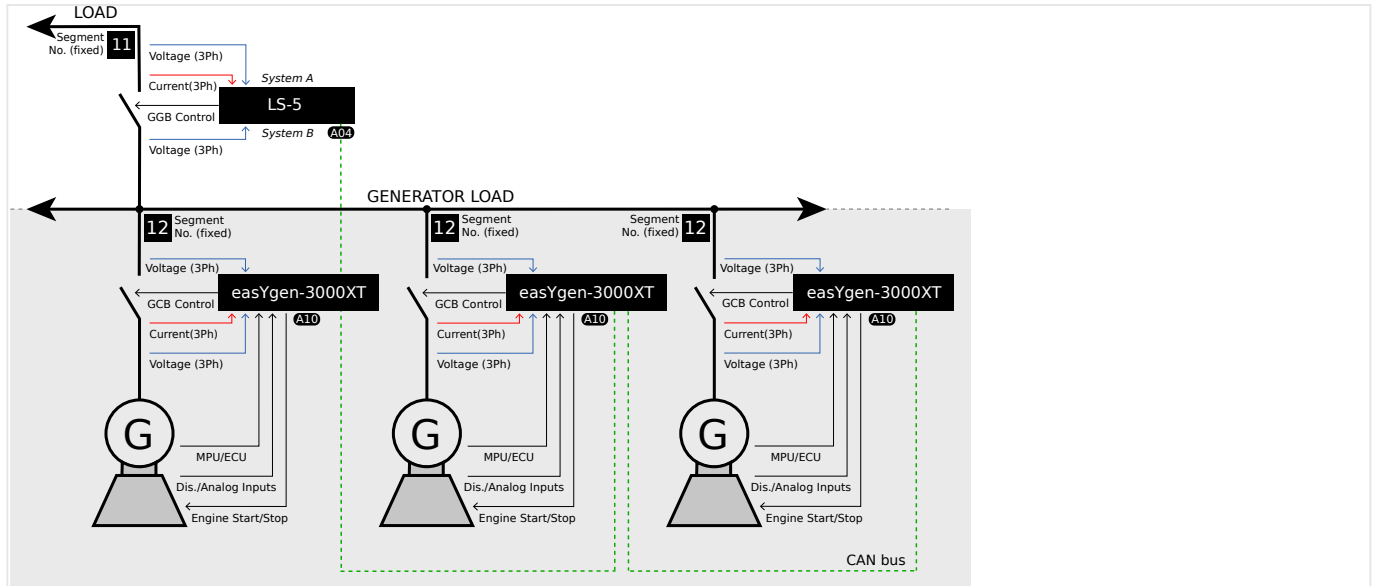 LOAD
Segment
No. (fixed)
11
Voltage (3Ph)
Current(3Ph)
System A
LS-5
GGB Control
System B
A04
Voltage (3Ph)
GENERATOR LOAD
12
Segment
No. (fixed)
Voltage (3Ph)
easYgen-3000XT
GCB Control
A10
Current(3Ph)
Voltage (3Ph)
G
MPU/ECU
Dis./Analog Inputs
Engine Start/Stop
12
Segment
No. (fixed)
Voltage (3Ph)
easYgen-3000XT
GCB Control
A10
Current(3Ph)
Voltage (3Ph)
G
MPU/ECU
Dis./Analog Inputs
Engine Start/Stop
Segment
No. (fixed)
12
Voltage (3Ph)
easYgen-3000XT
GCB Control
A10
Current(3Ph)
Voltage (3Ph)
G
MPU/ECU
Dis./Analog Inputs
Engine Start/Stop
CAN bus